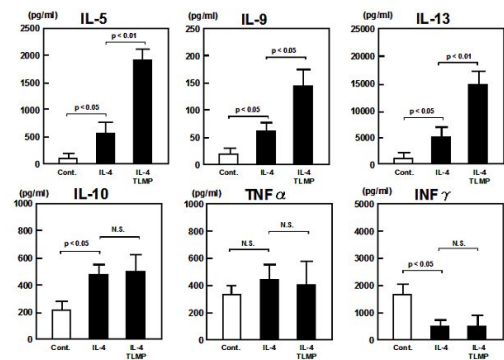 IL-5
(pg/ml)
p < 0.01
p < 0.05
2500
2000
1500
1000
500
0
Cont.
IL-4
IL-4
TLMP
IL-9
(pg/ml)
p < 0.05
p < 0.05
200
150
100
50
0
Cont.
IL-4
IL-4
TLMP
IL-13
(pg/ml)
p < 0.01
p < 0.05
25000
20000
15000
10000
5000
0
Cont.
IL-4
IL-4
TLMP
IL-10
(pg/ml)
N.S.
p < 0.05
1000
800
600
400
200
0
Cont.
IL-4
IL-4
TLMP
TNF α
(pg/ml)
N.S.
N.S.
1000
800
600
400
200
0
Cont.
IL-4
IL-4
TLMP
INF γ
(pg/ml)
N.S.
p < 0.05
5000
4000
3000
2000
1000
0
Cont.
IL-4
IL-4
TLMP